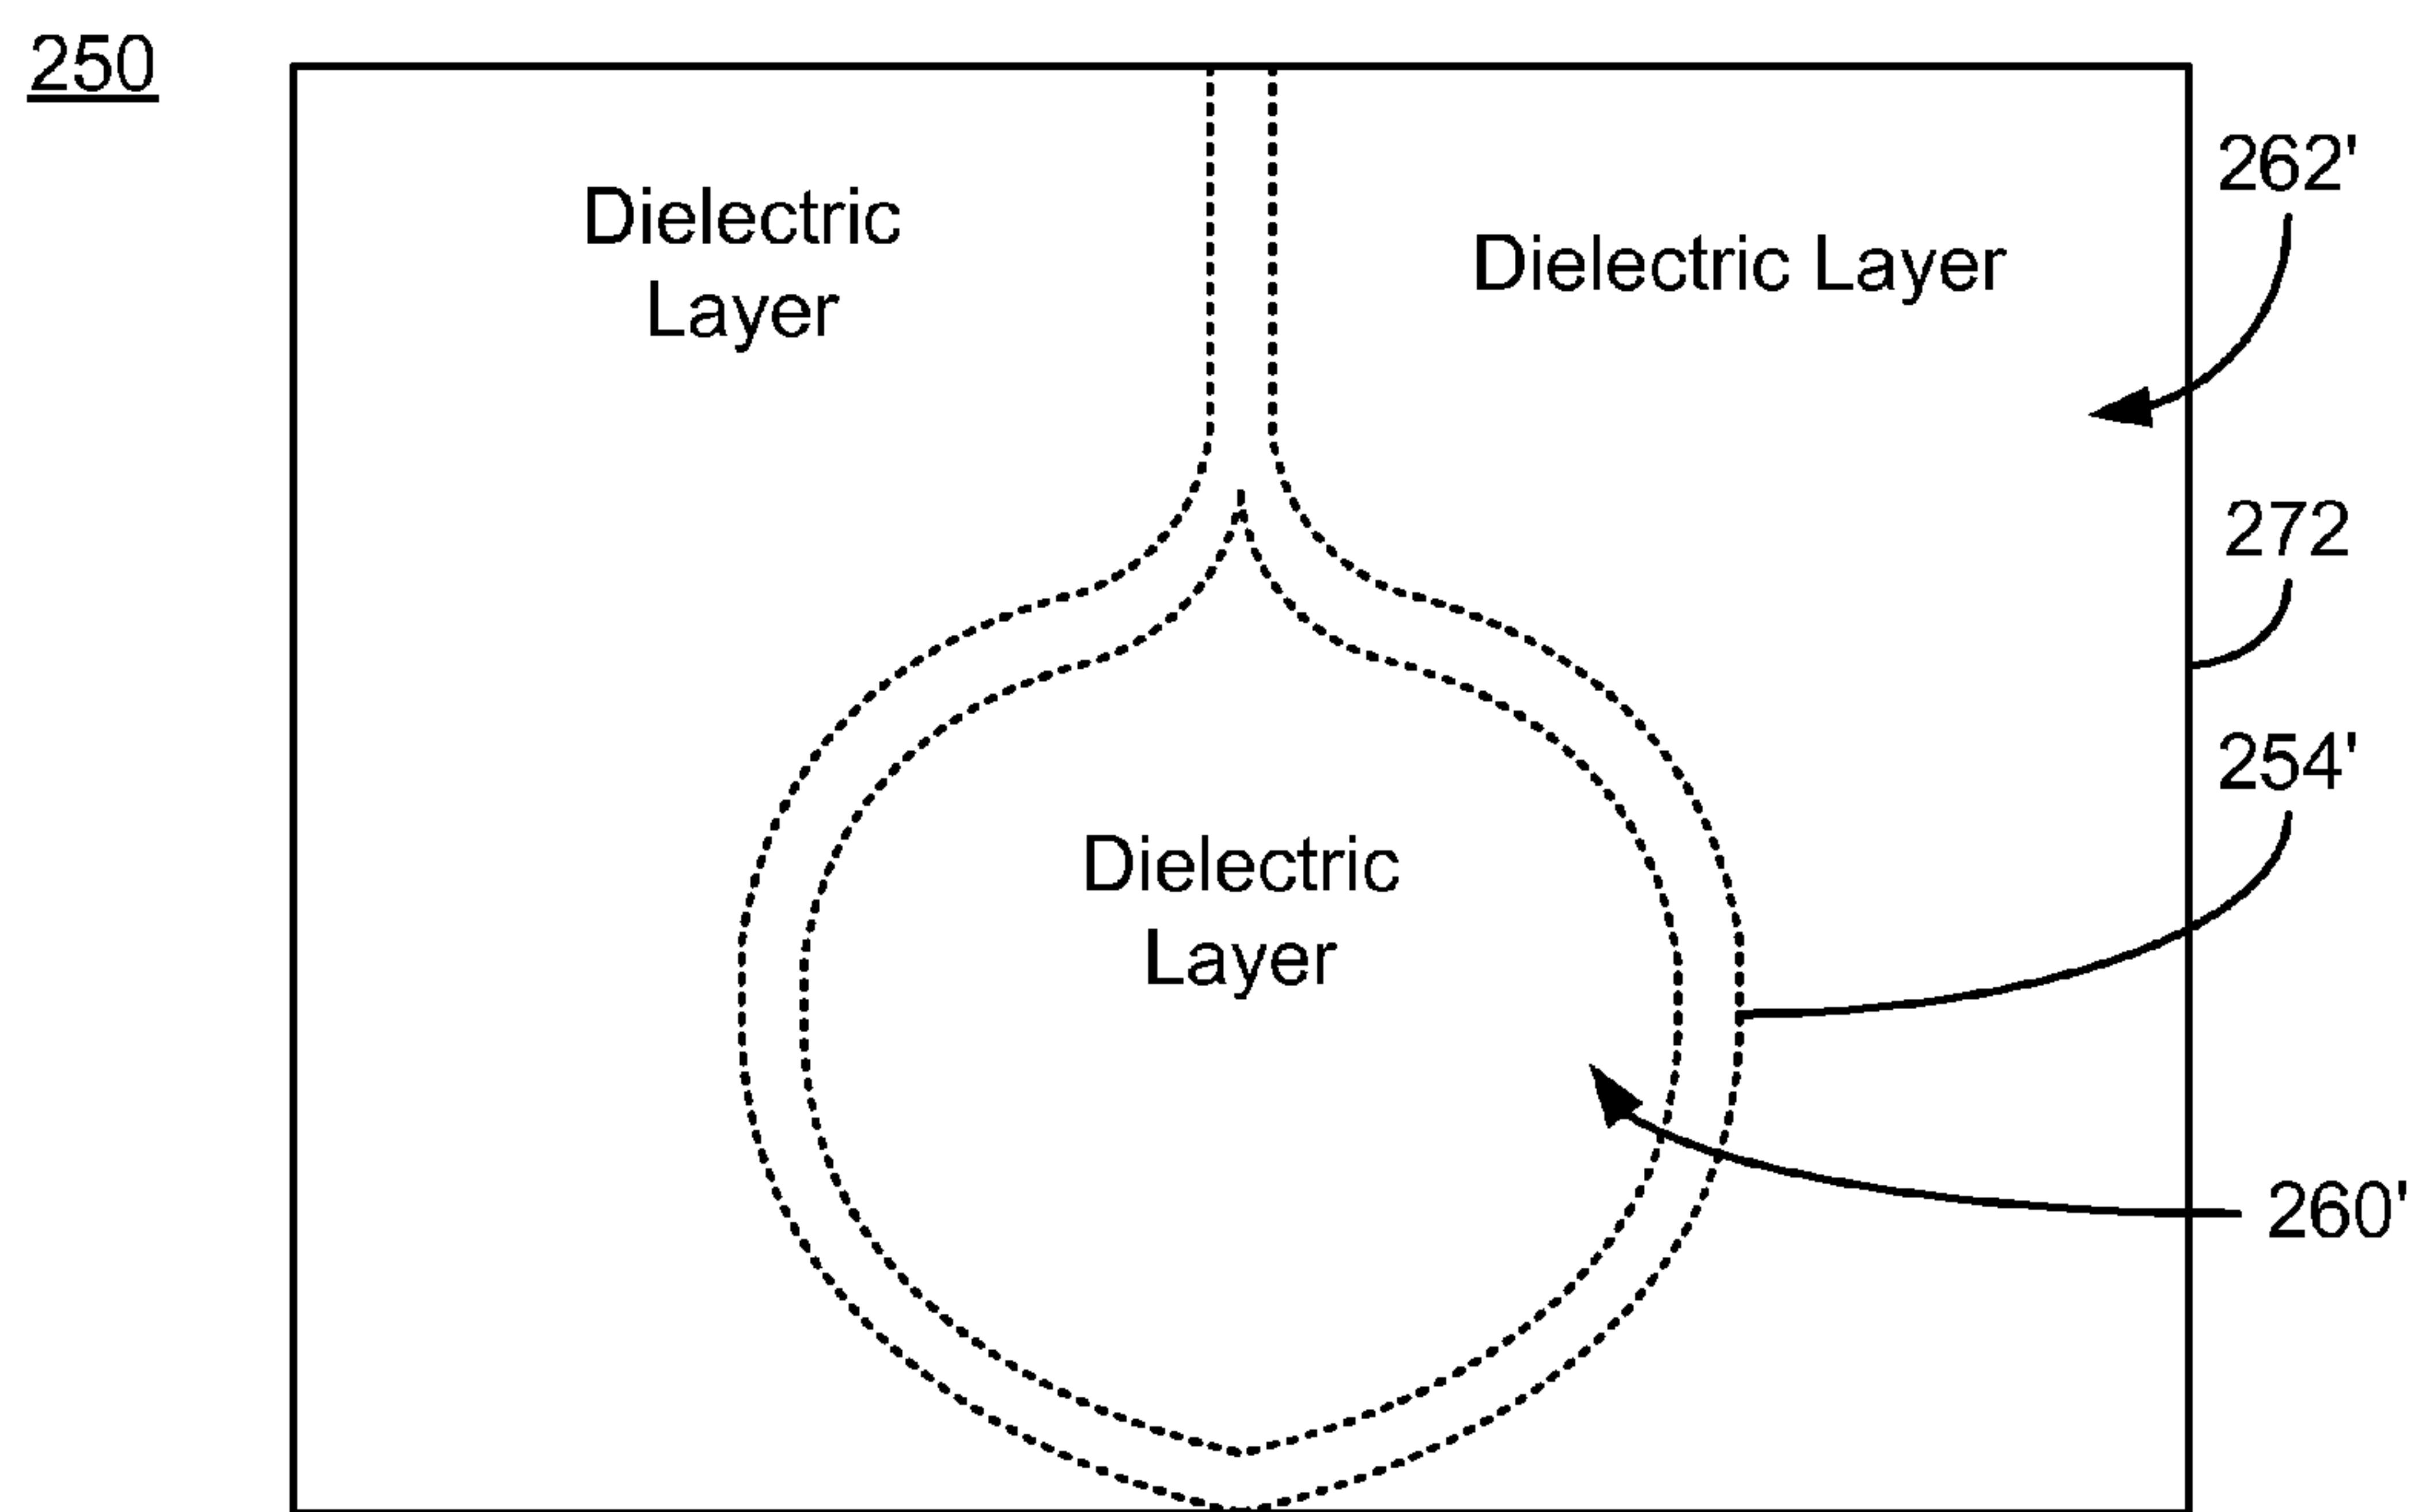 250
262'
Dielectric
Layer
Dielectric Layer
272
254'
Dielectric
Layer
260'